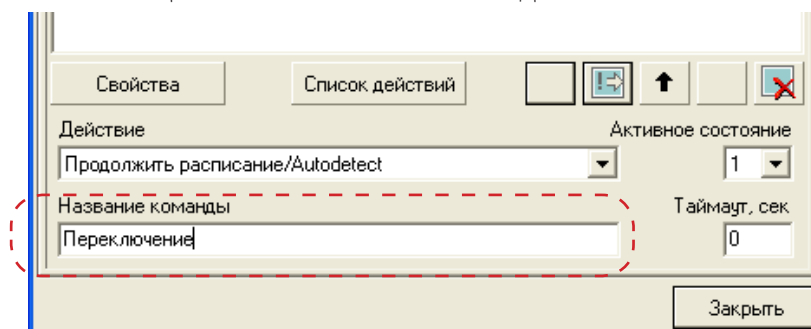 Свойства Список действий
Действие Активное состояние
Продолжить расписание/Autodetect 1
Название команды Таймаут, сек
Переключение 0
Закрыть